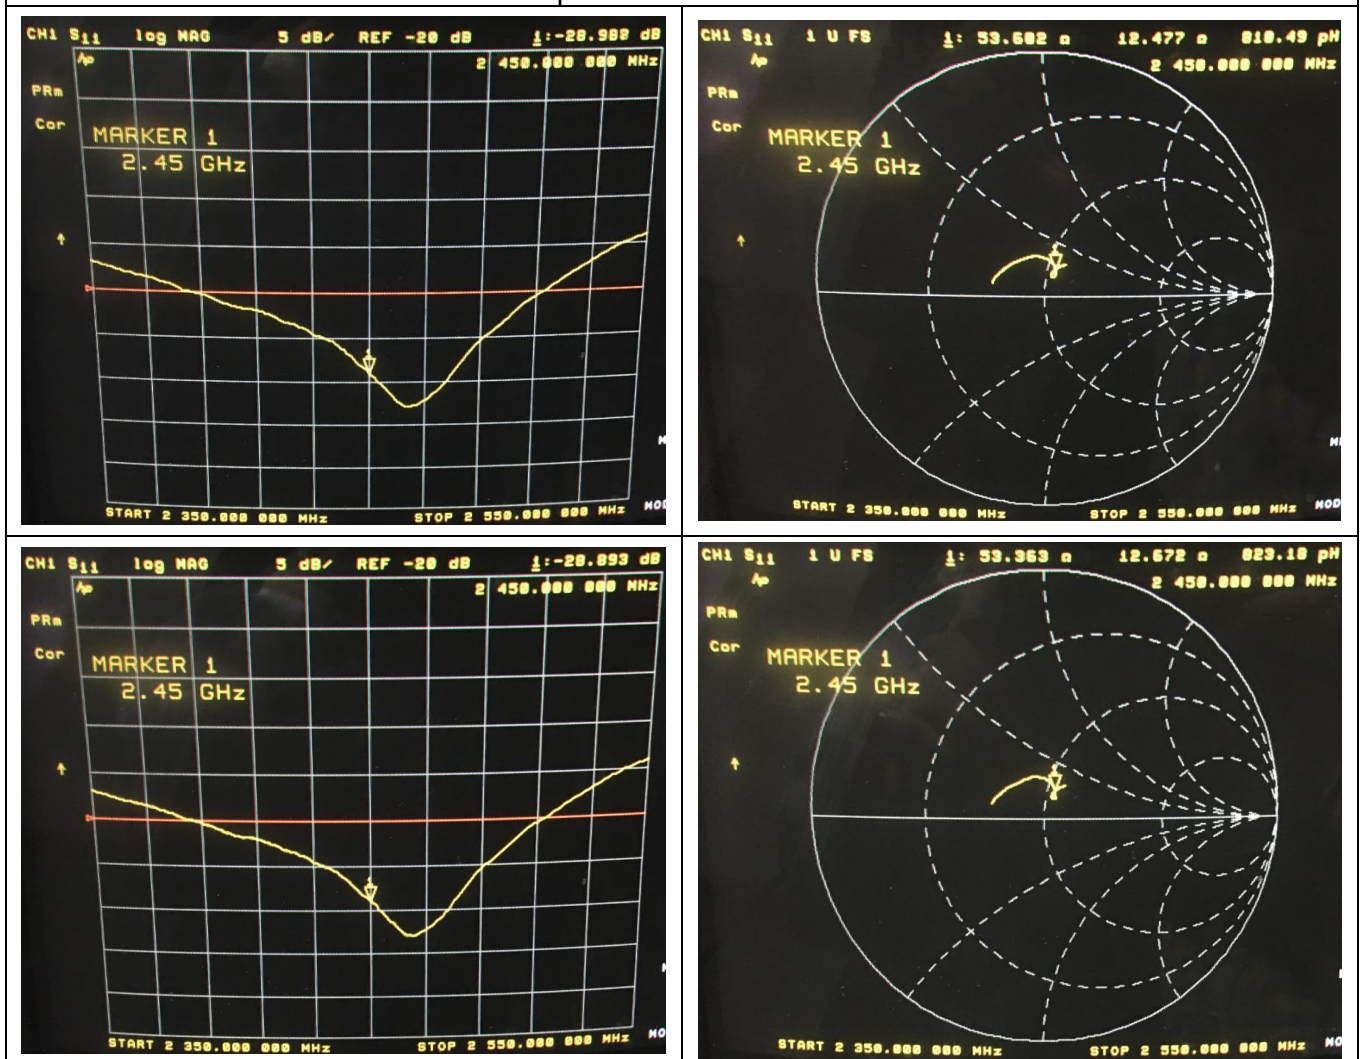 CH1 S11 log MAG 5 dB/ REF -20 dB 1:-28.980 dB
2 450.000 000 MHz
PRm
Cor
MARKER 1
2.45 GHz
START 2 350.000 000 MHz STOP 2 550.000 000 MHz
CH1 S11 1 U FS 1: 53.602 Ω 12.477 Ω 810.49 pH
2 450.000 000 MHz
PRm
Cor
MARKER 1
2.45 GHz
START 2 350.000 000 MHz STOP 2 550.000 000 MHz
CH1 S11 log MAG 5 dB/ REF -20 dB 1:-28.893 dB
2 450.000 000 MHz
PRm
Cor
MARKER 1
2.45 GHz
START 2 350.000 000 MHz STOP 2 550.000 000 MHz
CH1 S11 1 U FS 1: 53.363 Ω 12.672 Ω 823.18 pH
2 450.000 000 MHz
PRm
Cor
MARKER 1
2.45 GHz
START 2 350.000 000 MHz STOP 2 550.000 000 MHz